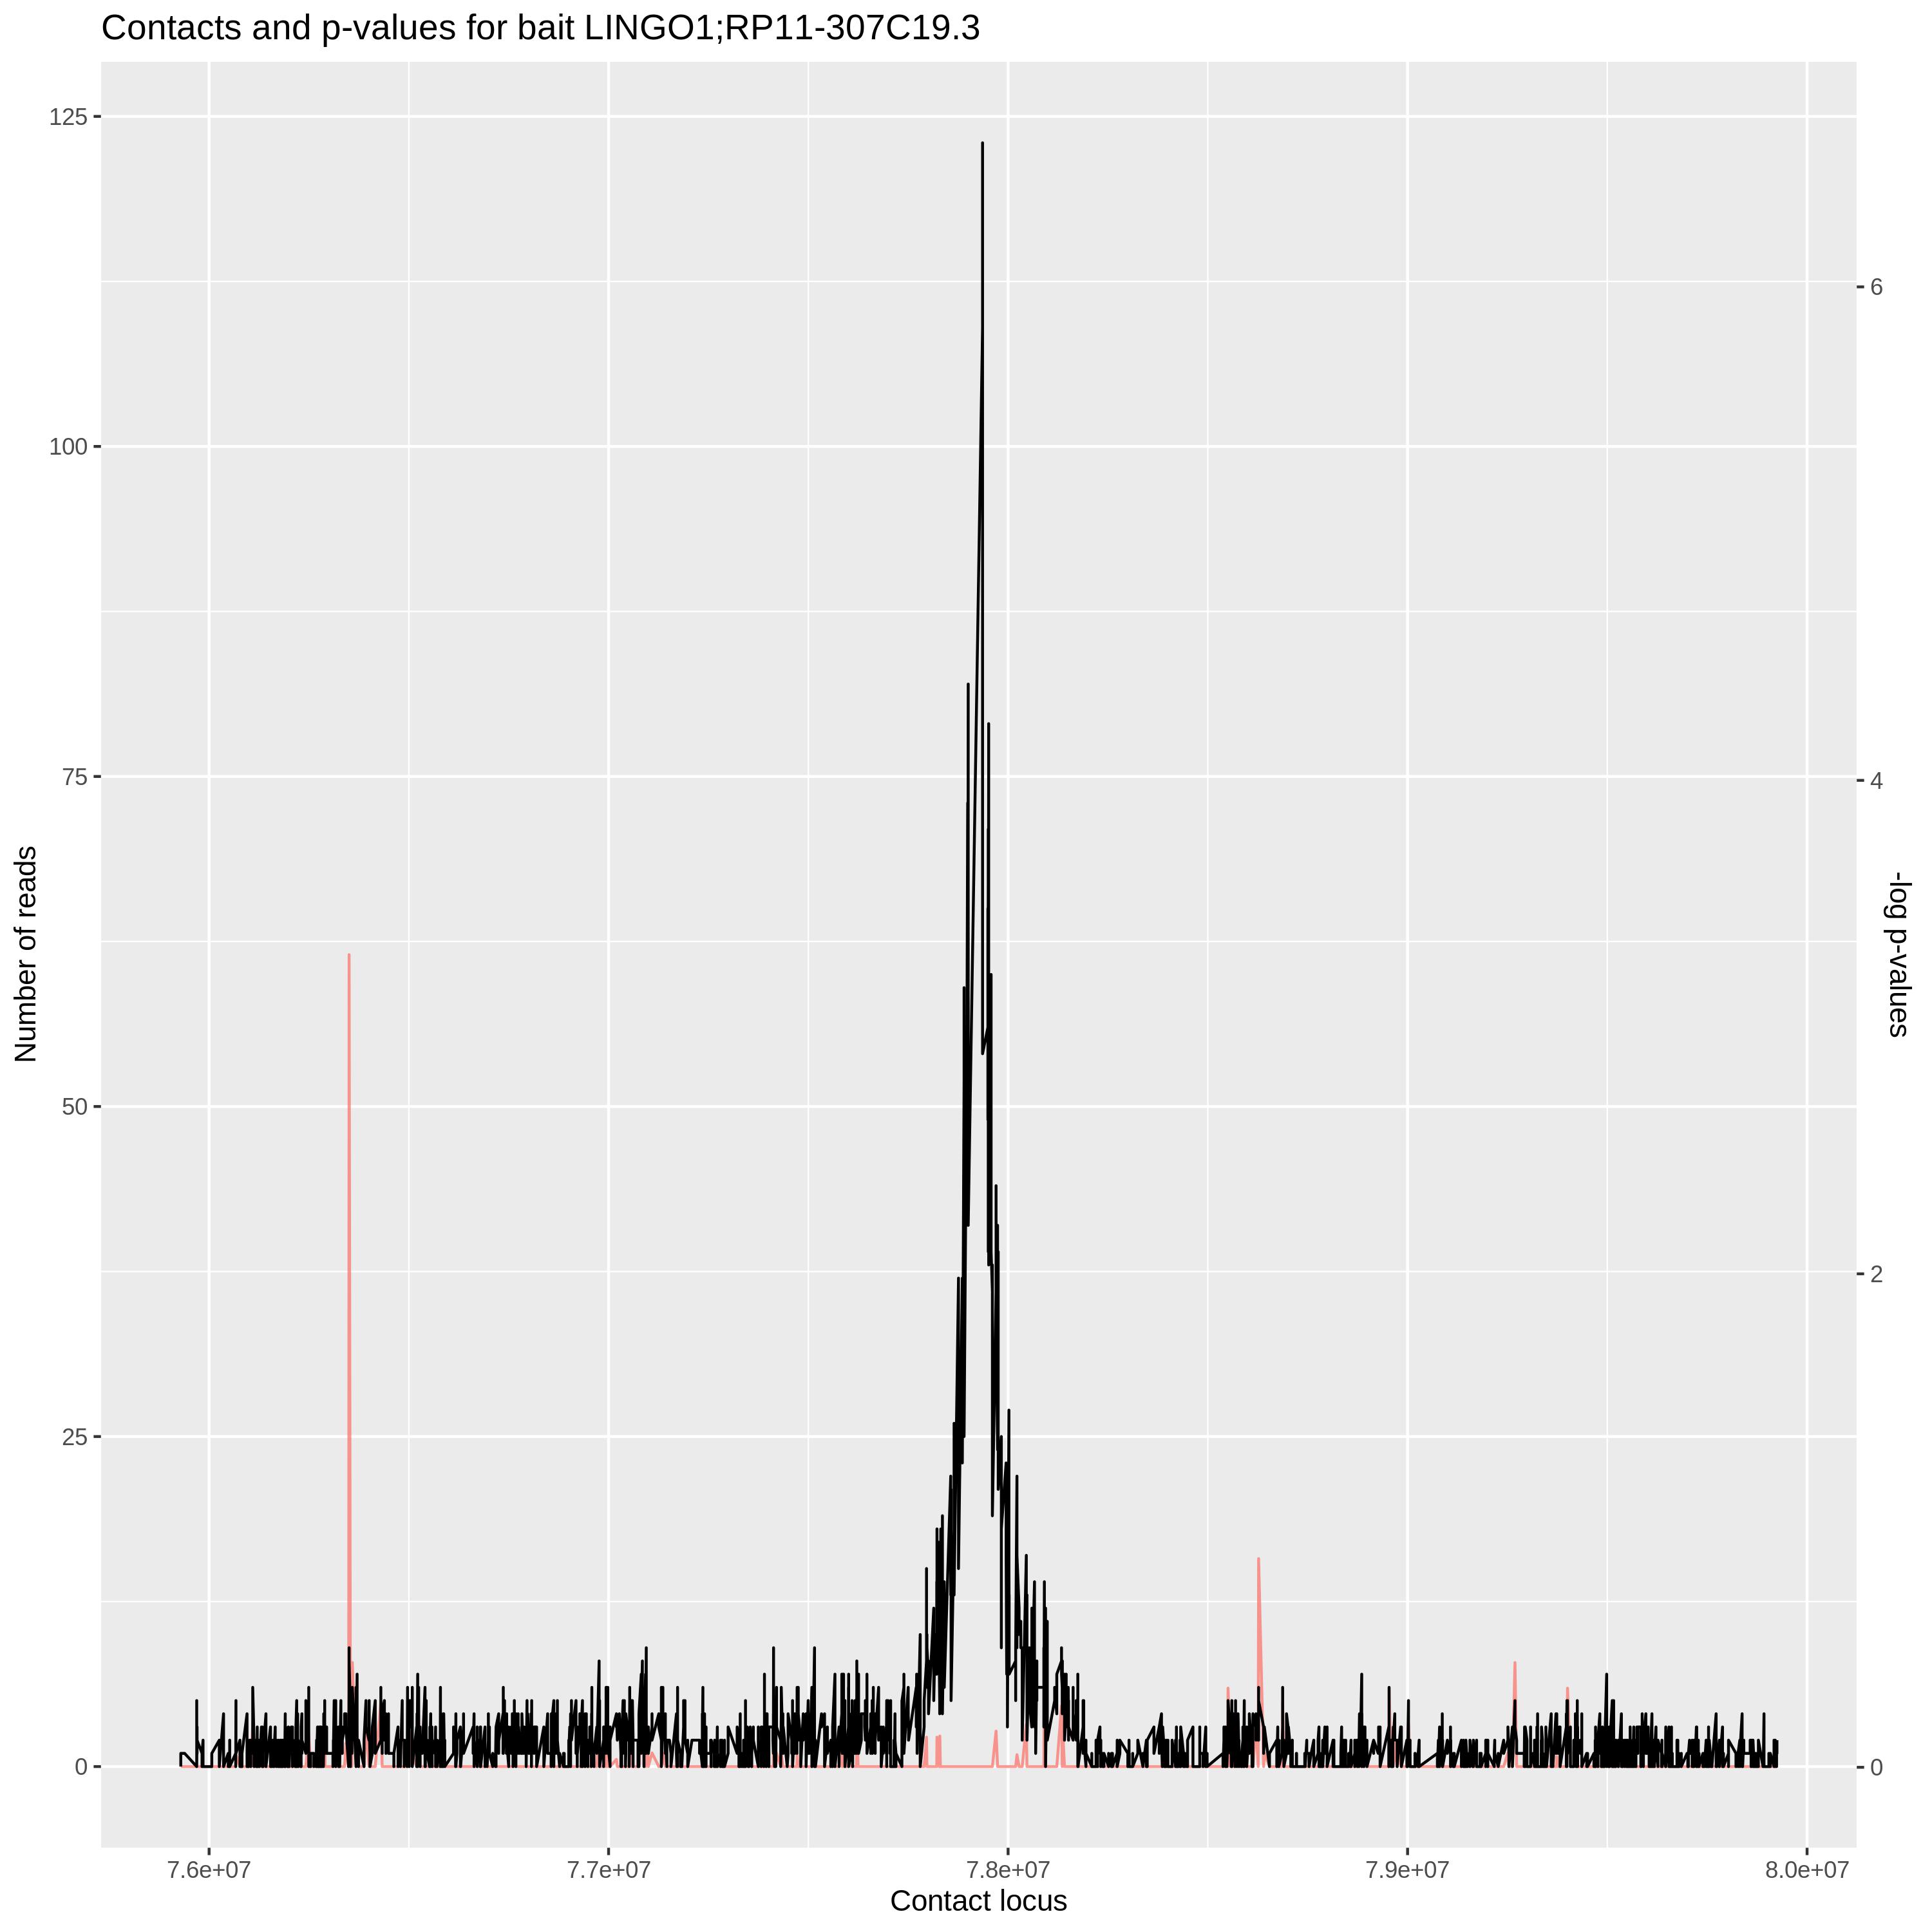 Contacts and p-values for bait LINGO1;RP11-307C19.3
125
100
75
50
25
0
Number of reads
6
4
2
0
-log p-values
7.6e+07 7.7e+07 7.8e+07 7.9e+07 8.0e+07
Contact locus